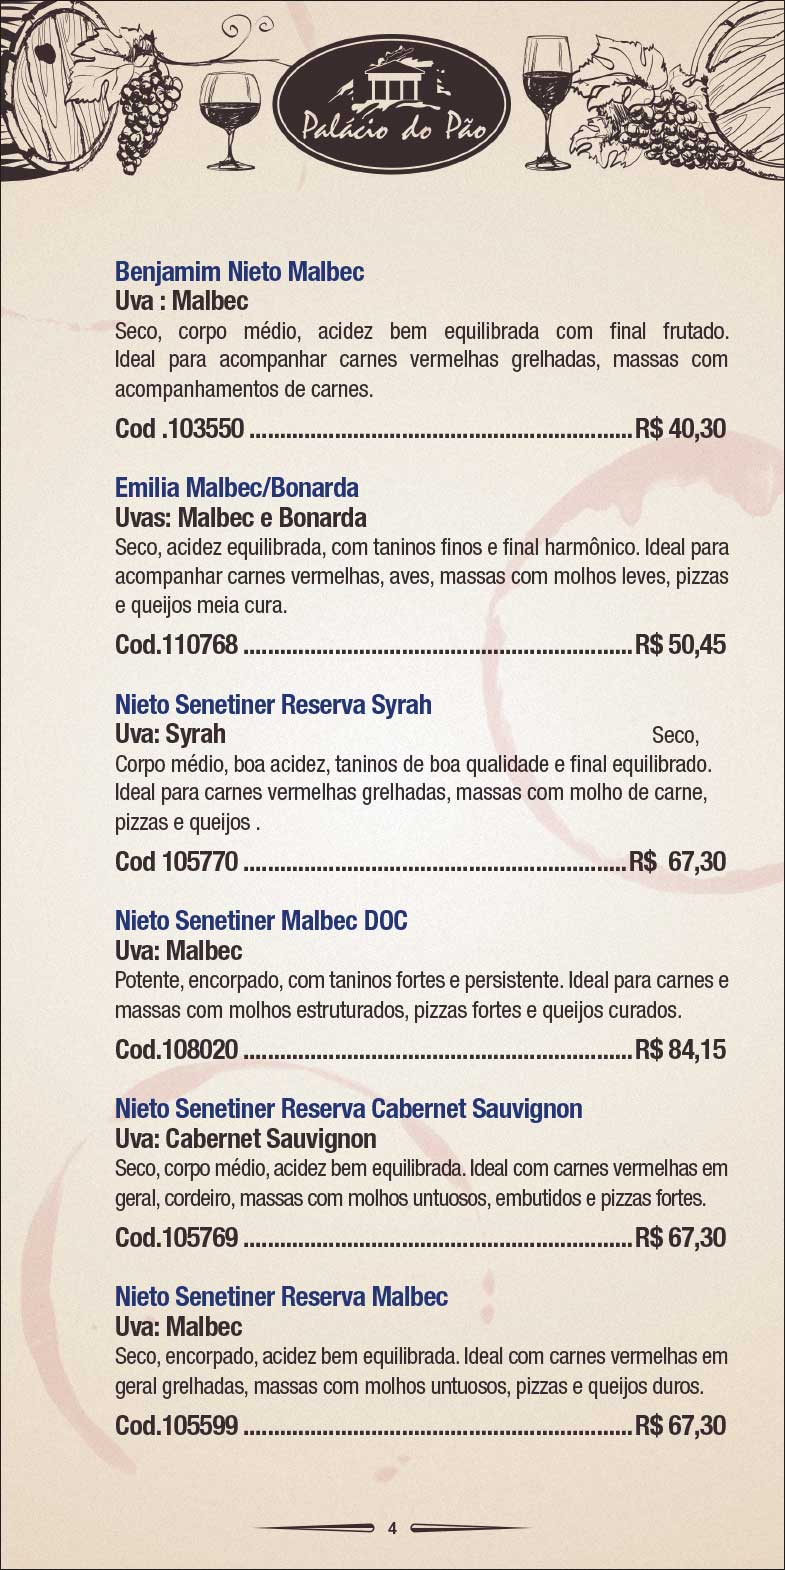 Palácio do Pão
Benjamim Nieto Malbec
Uva : Malbec
Seco, corpo médio, acidez bem equilibrada com final frutado.
Ideal para acompanhar carnes vermelhas grelhadas, massas com
acompanhamentos de carnes.
Cod .103550 ............................................................... R$ 40,30
Emilia Malbec/Bonarda
Uvas: Malbec e Bonarda
Seco, acidez equilibrada, com taninos finos e final harmônico. Ideal para
acompanhar carnes vermelhas, aves, massas com molhos leves, pizzas
e queijos meia cura.
Cod.110768 ................................................................ R$ 50,45
Nieto Senetiner Reserva Syrah
Uva: Syrah Seco,
Corpo médio, boa acidez, taninos de boa qualidade e final equilibrado.
Ideal para carnes vermelhas grelhadas, massas com molho de carne,
pizzas e queijos .
Cod 105770 ............................................................... R$ 67,30
Nieto Senetiner Malbec DOC
Uva: Malbec
Potente, encorpado, com taninos fortes e persistente. Ideal para carnes e
massas com molhos estruturados, pizzas fortes e queijos curados.
Cod.108020 ................................................................ R$ 84,15
Nieto Senetiner Reserva Cabernet Sauvignon
Uva: Cabernet Sauvignon
Seco, corpo médio, acidez bem equilibrada. Ideal com carnes vermelhas em
geral, cordeiro, massas com molhos untuosos, embutidos e pizzas fortes.
Cod.105769 ................................................................ R$ 67,30
Nieto Senetiner Reserva Malbec
Uva: Malbec
Seco, encorpado, acidez bem equilibrada. Ideal com carnes vermelhas em
geral grelhadas, massas com molhos untuosos, pizzas e queijos duros.
Cod.105599 ................................................................ R$ 67,30
4